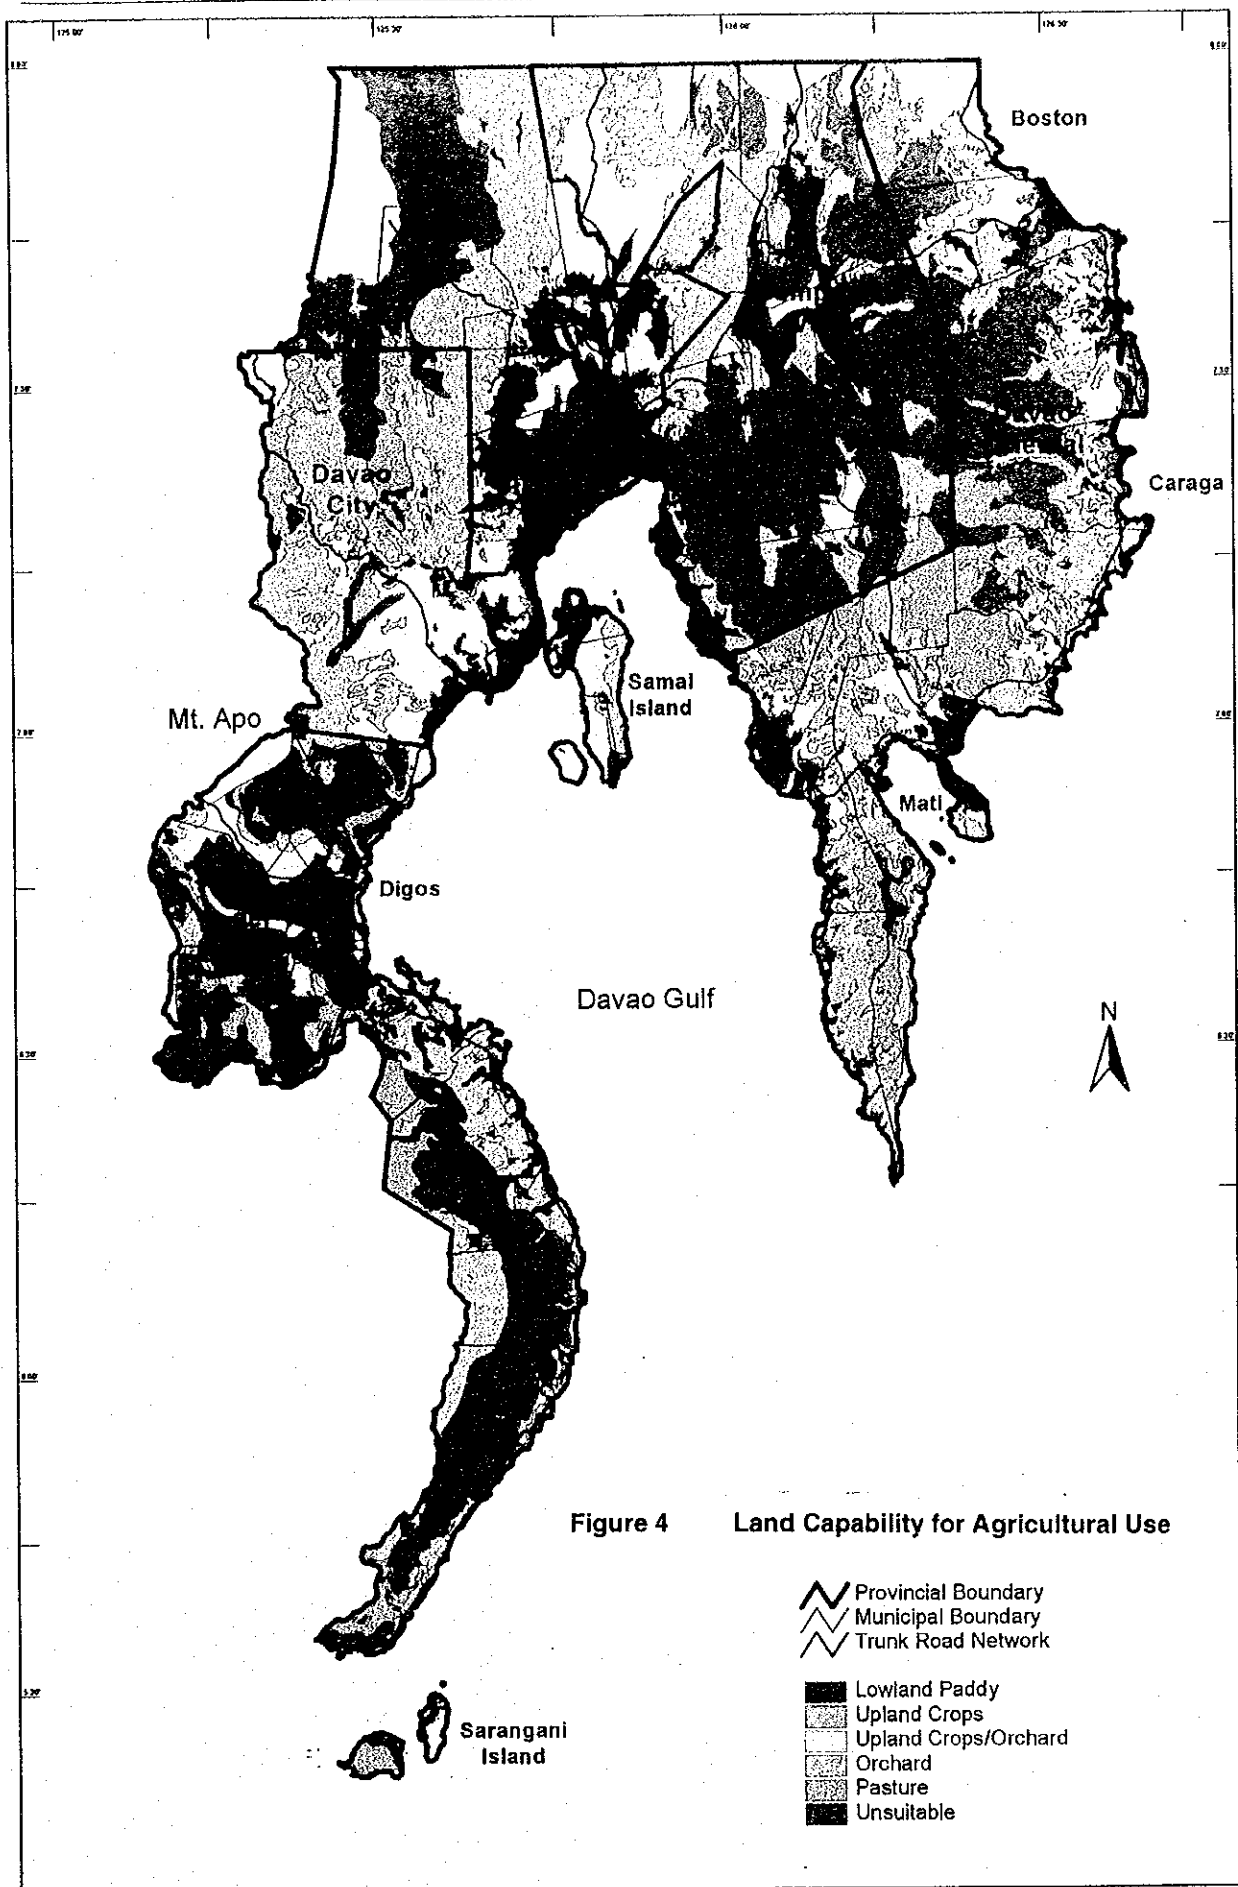 Boston
Davao
City
Caraga
Samal
Island
Mt. Apo
Mati
Digos
Davao Gulf
N
Figure 4 Land Capability for Agricultural Use
Provincial Boundary
Municipal Boundary
Trunk Road Network
Lowland Paddy
Upland Crops
Upland Crops/Orchard
Orchard
Pasture
Unsuitable
Sarangani
Island